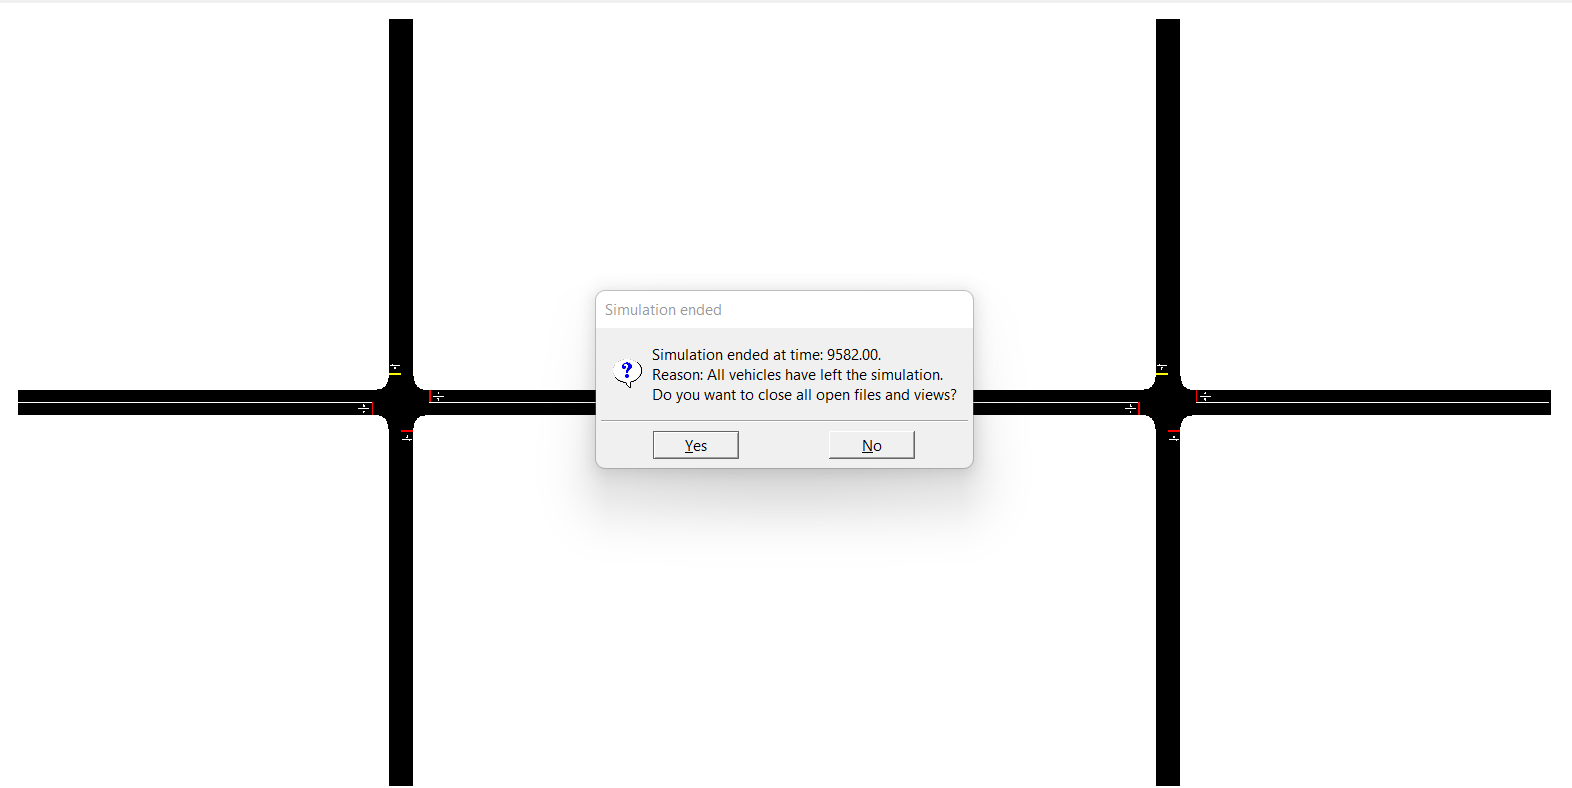 Simulation ended
Simulation ended at time: 9582.00.
Reason: All vehicles have left the simulation.
Do you want to close all open files and views?
Yes
No